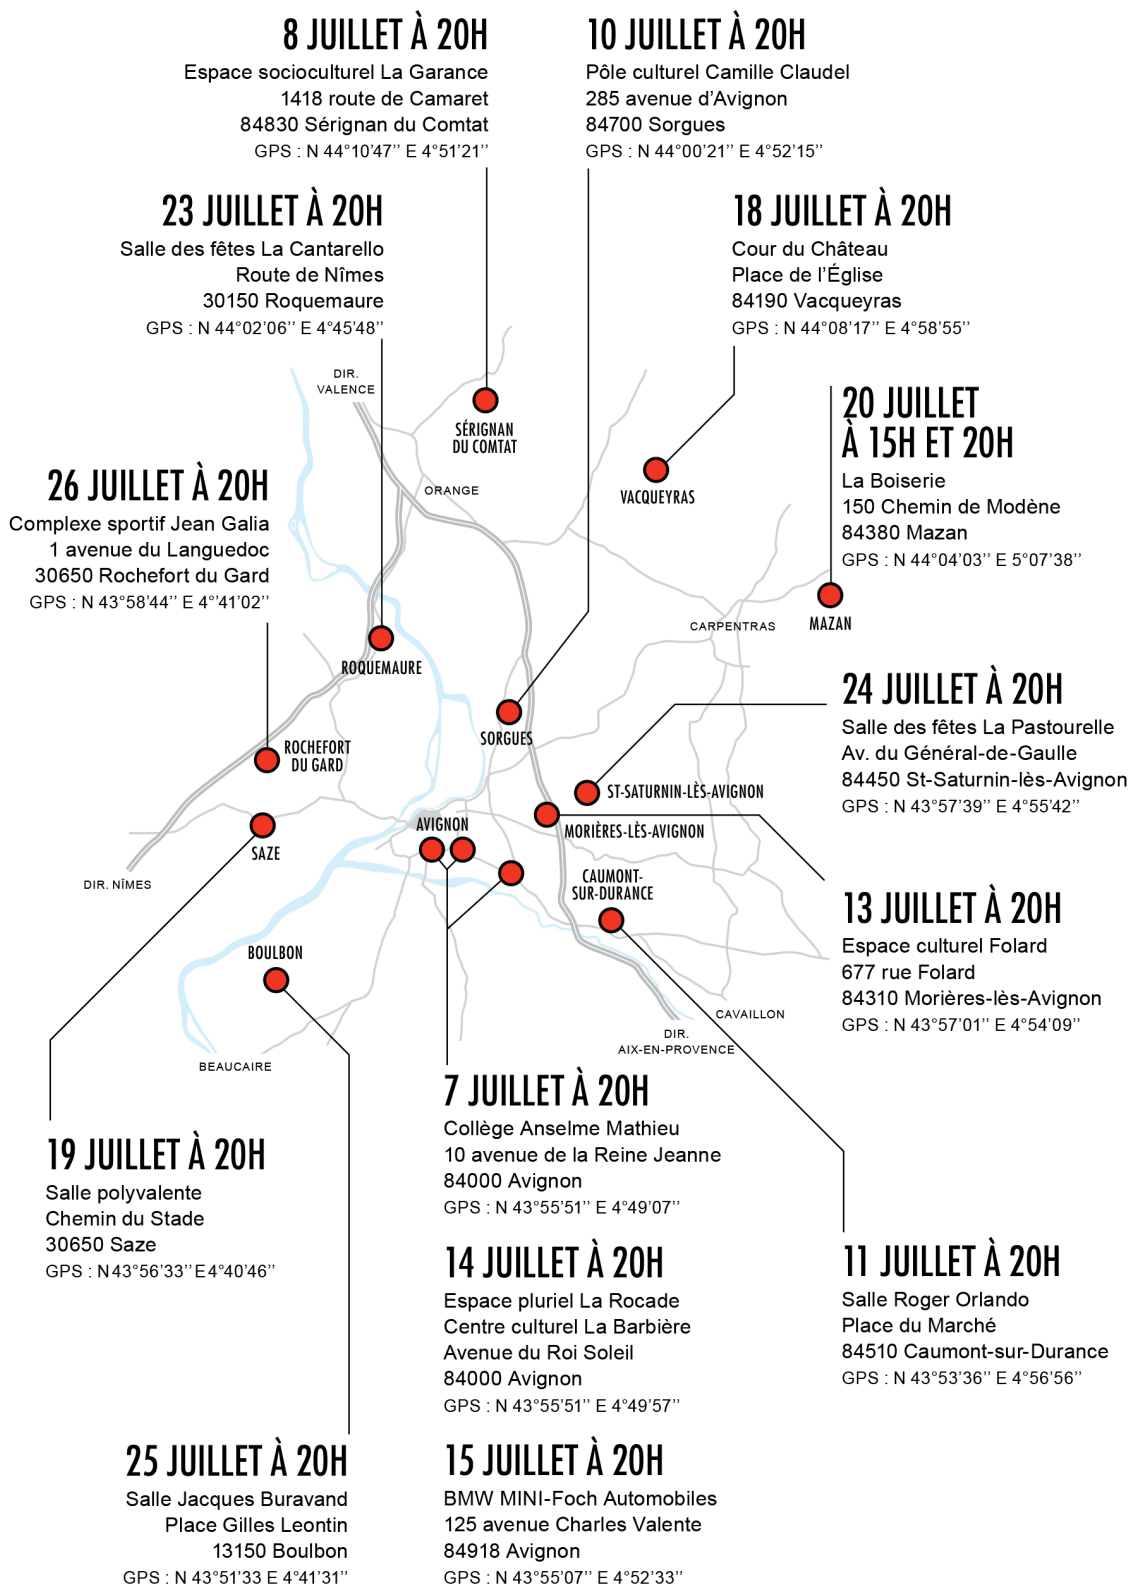 8 JUILLET À 20H
Espace socioculturel La Garance
1418 route de Camaret
84830 Sérignan du Comtat
GPS : N 44°10’47’’ E 4°51’21’’
10 JUILLET À 20H
Pôle culturel Camille Claudel
285 avenue d’Avignon
84700 Sorgues
GPS : N 44°00’21’’ E 4°52’15’’
23 JUILLET À 20H
Salle des fêtes La Cantarello
Route de Nîmes
30150 Roquemaure
GPS : N 44°02’06’’ E 4°45’48’’
18 JUILLET À 20H
Cour du Château
Place de l’Église
84190 Vacqueyras
GPS : N 44°08’17’’ E 4°58’55’’
DIR.
VALENCE
SÉRIGNAN
DU COMTAT
ORANGE
VACQUEYRAS
20 JUILLET
À 15H ET 20H
La Boiserie
150 Chemin de Modène
84380 Mazan
GPS : N 44°04’03’’ E 5°07’38’’
26 JUILLET À 20H
Complexe sportif Jean Galia
1 avenue du Languedoc
30650 Rochefort du Gard
GPS : N 43°58’44’’ E 4°’41’02’’
CARPENTRAS
MAZAN
ROQUEMAURE
SORGUES
ROCHEFORT
DU GARD
24 JUILLET À 20H
Salle des fêtes La Pastourelle
Av. du Général-de-Gaulle
84450 St-Saturnin-lès-Avignon
GPS : N 43°57’39’’ E 4°55’42’’
ST-SATURNIN-LÈS-AVIGNON
MORIÈRES-LÈS-AVIGNON
AVIGNON
SAZE
DIR. NÎMES
CAUMONT-
SUR-DURANCE
BOULBON
13 JUILLET À 20H
Espace culturel Folard
677 rue Folard
84310 Morières-lès-Avignon
GPS : N 43°57’01’’ E 4°54’09’’
CAVAILLON
DIR.
AIX-EN-PROVENCE
BEAUCAIRE
7 JUILLET À 20H
Collège Anselme Mathieu
10 avenue de la Reine Jeanne
84000 Avignon
GPS : N 43°55’51’’ E 4°49’07’’
19 JUILLET À 20H
Salle polyvalente
Chemin du Stade
30650 Saze
GPS : N 43°56’33’’ E 4°40’46’’
14 JUILLET À 20H
Espace pluriel La Rocade
Centre culturel La Barbière
Avenue du Roi Soleil
84000 Avignon
GPS : N 43°55’51’’ E 4°49’57’’
11 JUILLET À 20H
Salle Roger Orlando
Place du Marché
84510 Caumont-sur-Durance
GPS : N 43°53’36’’ E 4°56’56’’
25 JUILLET À 20H
Salle Jacques Buravand
Place Gilles Leontin
13150 Boulbon
GPS : N 43°51’33 E 4°41’31’’
15 JUILLET À 20H
BMW MINI-Foch Automobiles
125 avenue Charles Valente
84918 Avignon
GPS : N 43°55’07’’ E 4°52’33’’